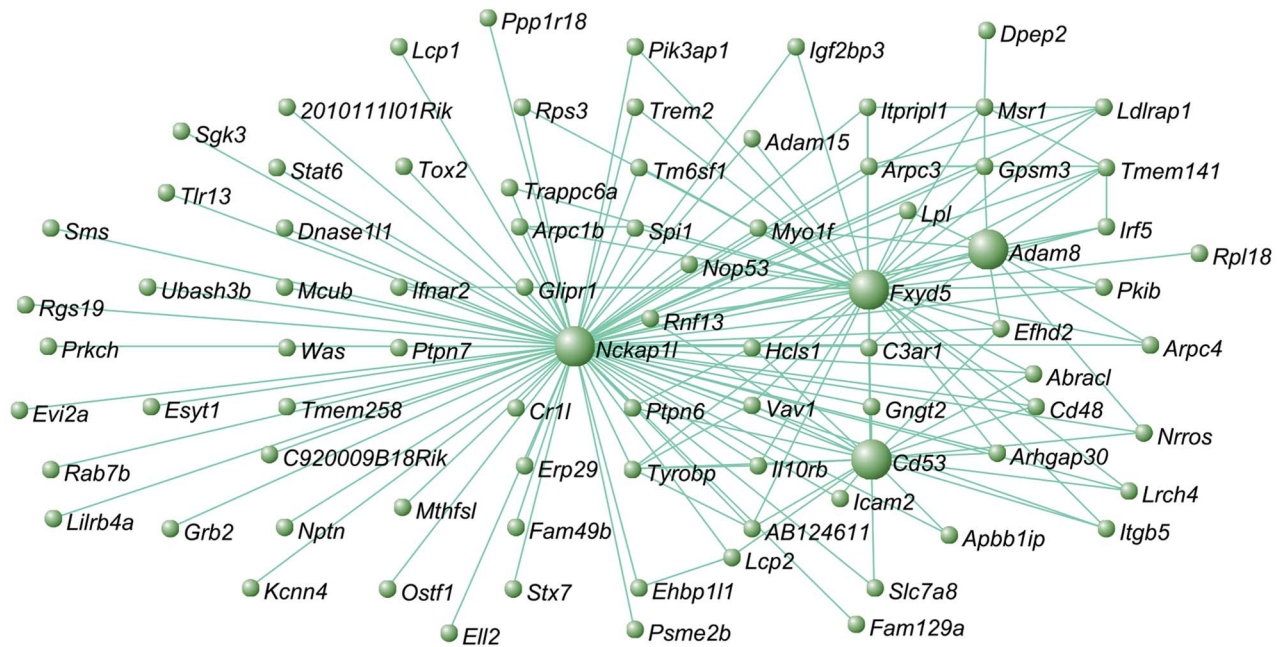 Ppp1r18
Lcp1
Pik3ap1
Igf2bp3
Dpep2
2010111I01Rik
Rps3
Trem2
Itpripl1
Msr1
Ldlrap1
Sgk3
Adam15
Stat6
Tox2
Tm6sf1
Arpc3
Gpsm3
Tmem141
Tlr13
Trappc6a
Lpl
Sms
Dnase1l1
Arpc1b
Spi1
Myo1f
Irf5
Adam8
Rpl18
Nop53
Ubash3b
Mcub
Ifnar2
Glipr1
Fxyd5
Pkib
Rgs19
Rnf13
Efhd2
Prkch
Was
Ptpn7
Nckap1l
Hcls1
C3ar1
Arpc4
Abracl
Evi2a
Esyt1
Tmem258
Cr1l
Ptpn6
Vav1
Gngt2
Cd48
Nrros
C920009B18Rik
Cd53
Arhgap30
Rab7b
Erp29
Tyrobp
Il10rb
Lrch4
Icam2
Mthfsl
Lilrb4a
Grb2
Nptn
Fam49b
AB124611
Apbb1ip
Itgb5
Lcp2
Kcnn4
Ostf1
Stx7
Ehbp1l1
Slc7a8
Ell2
Psme2b
Fam129a